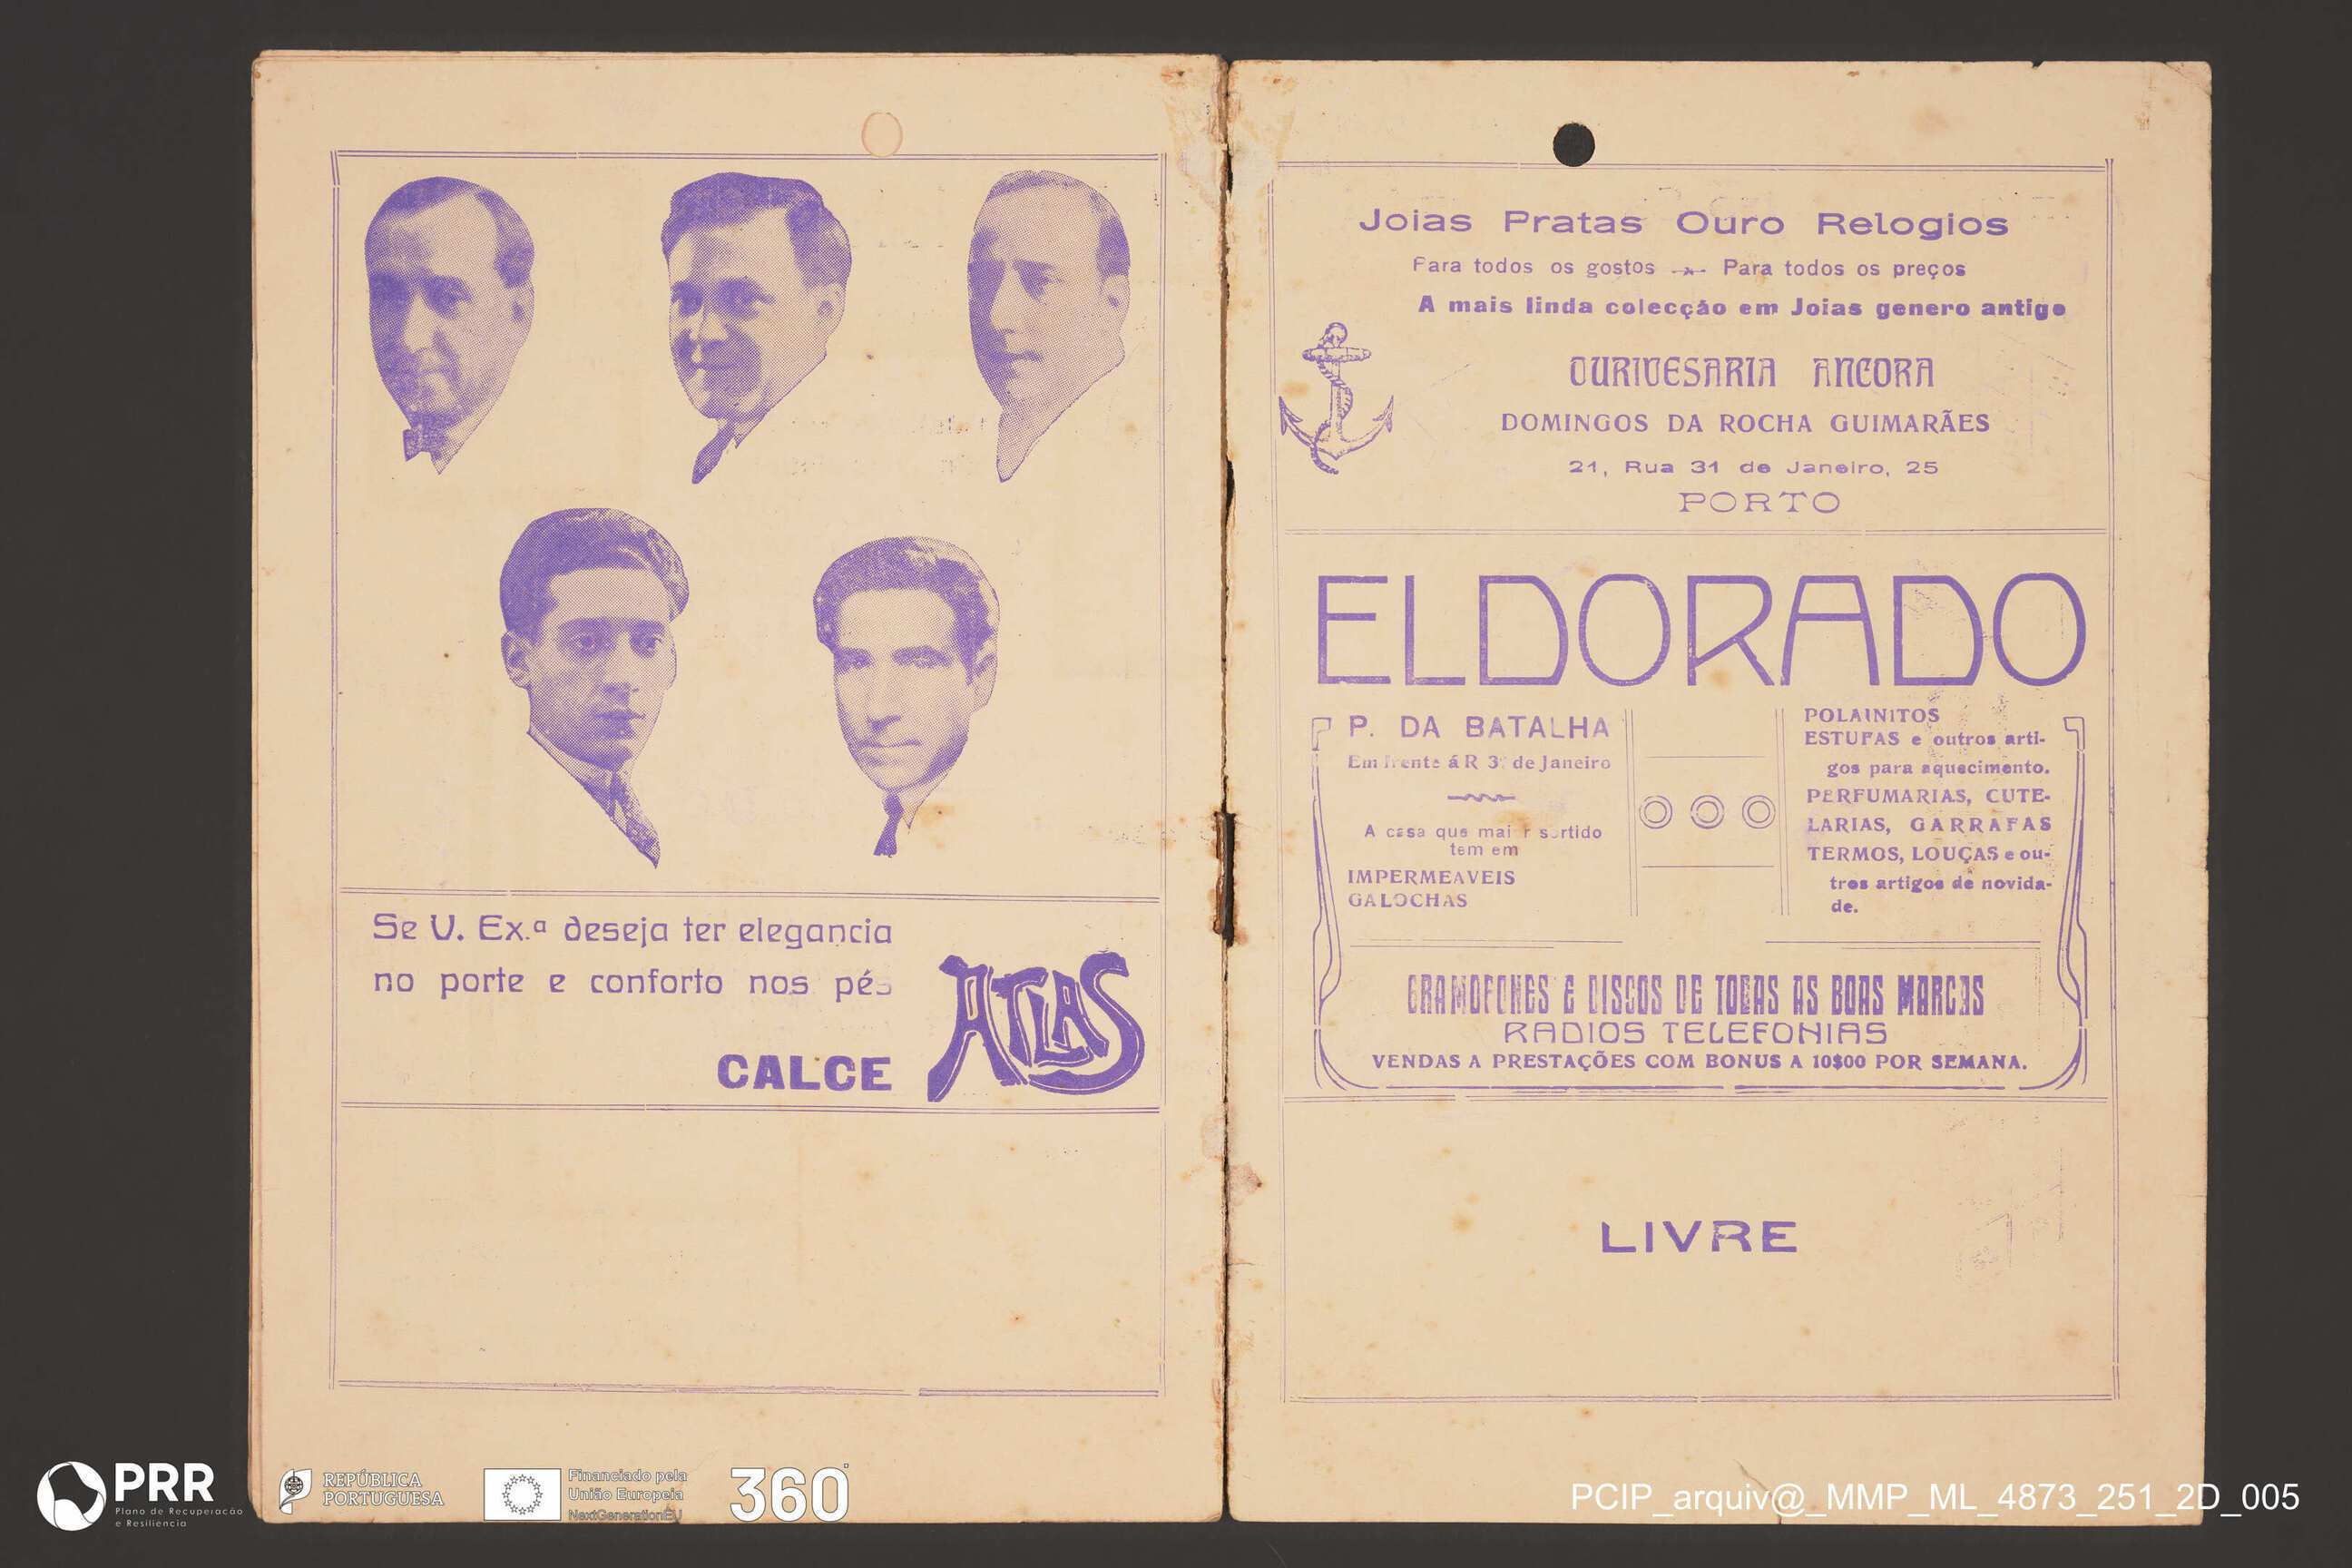 Se V. Ex.ª deseja ter elegancia
no porte e conforto nos pés
CALCE
ATLAS
Joias Pratas Ouro Relogios
Para todos os gostos Para todos os preços
A mais linda colecção em Joias genero antigo
OURIVESARIA ANCORA
DOMINGOS DA ROCHA GUIMARÃES
21, Rua 31 de Janeiro, 25
PORTO
ELDORADO
P. DA BATALHA
Em frente á R 3 de Janeiro
A casa que mai r sortido
tem em
IMPERMEAVEIS
GALOCHAS
POLAINITOS
ESTUFAS e outros arti-
gos para aquecimento.
PERFUMARIAS, CUTE-
LARIAS, GARRAFAS
TERMOS, LOUÇAS e ou-
tros artigos de novida-
de.
GRAMOFONES E DISCOS DE TODAS AS BOAS MARCAS
RADIOS TELEFONIAS
VENDAS A PRESTAÇÕES COM BONUS A 10$00 POR SEMANA.
LIVRE
PRR
Plano de Recuperação
e Resiliência
REPÚBLICA
PORTUGUESA
Financiado pela
União Europeia
NextGenerationEU
360°
PCIP_arquiv@_MMP_ML_4873_251_2D_005